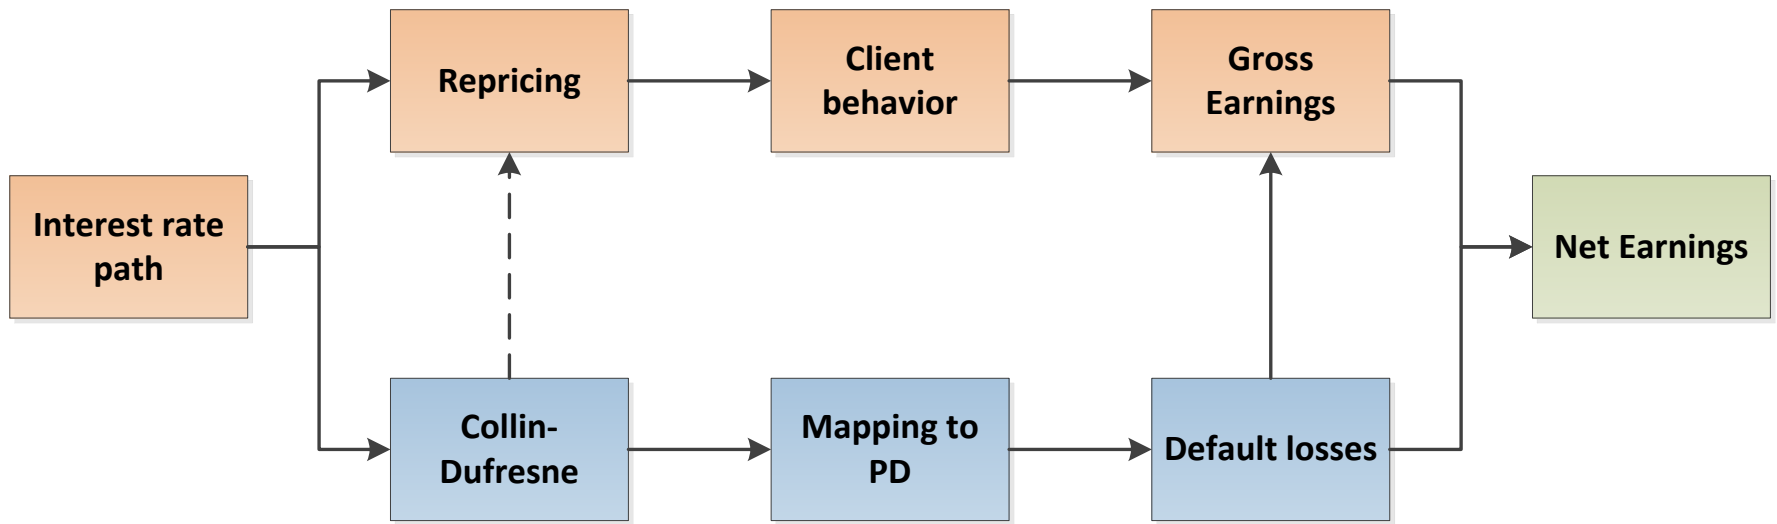 Repricing
Client
behavior
Gross
Earnings
Interest rate
path
Net Earnings
Collin-
Dufresne
Mapping to
PD
Default losses